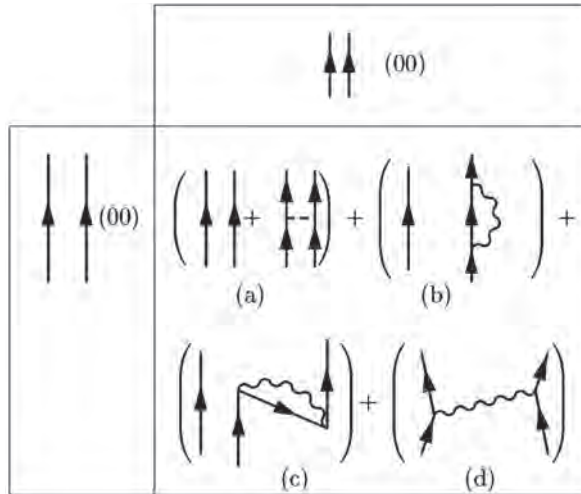 (00)
(00)
+ + +
(a) (b)
+
(c) (d)